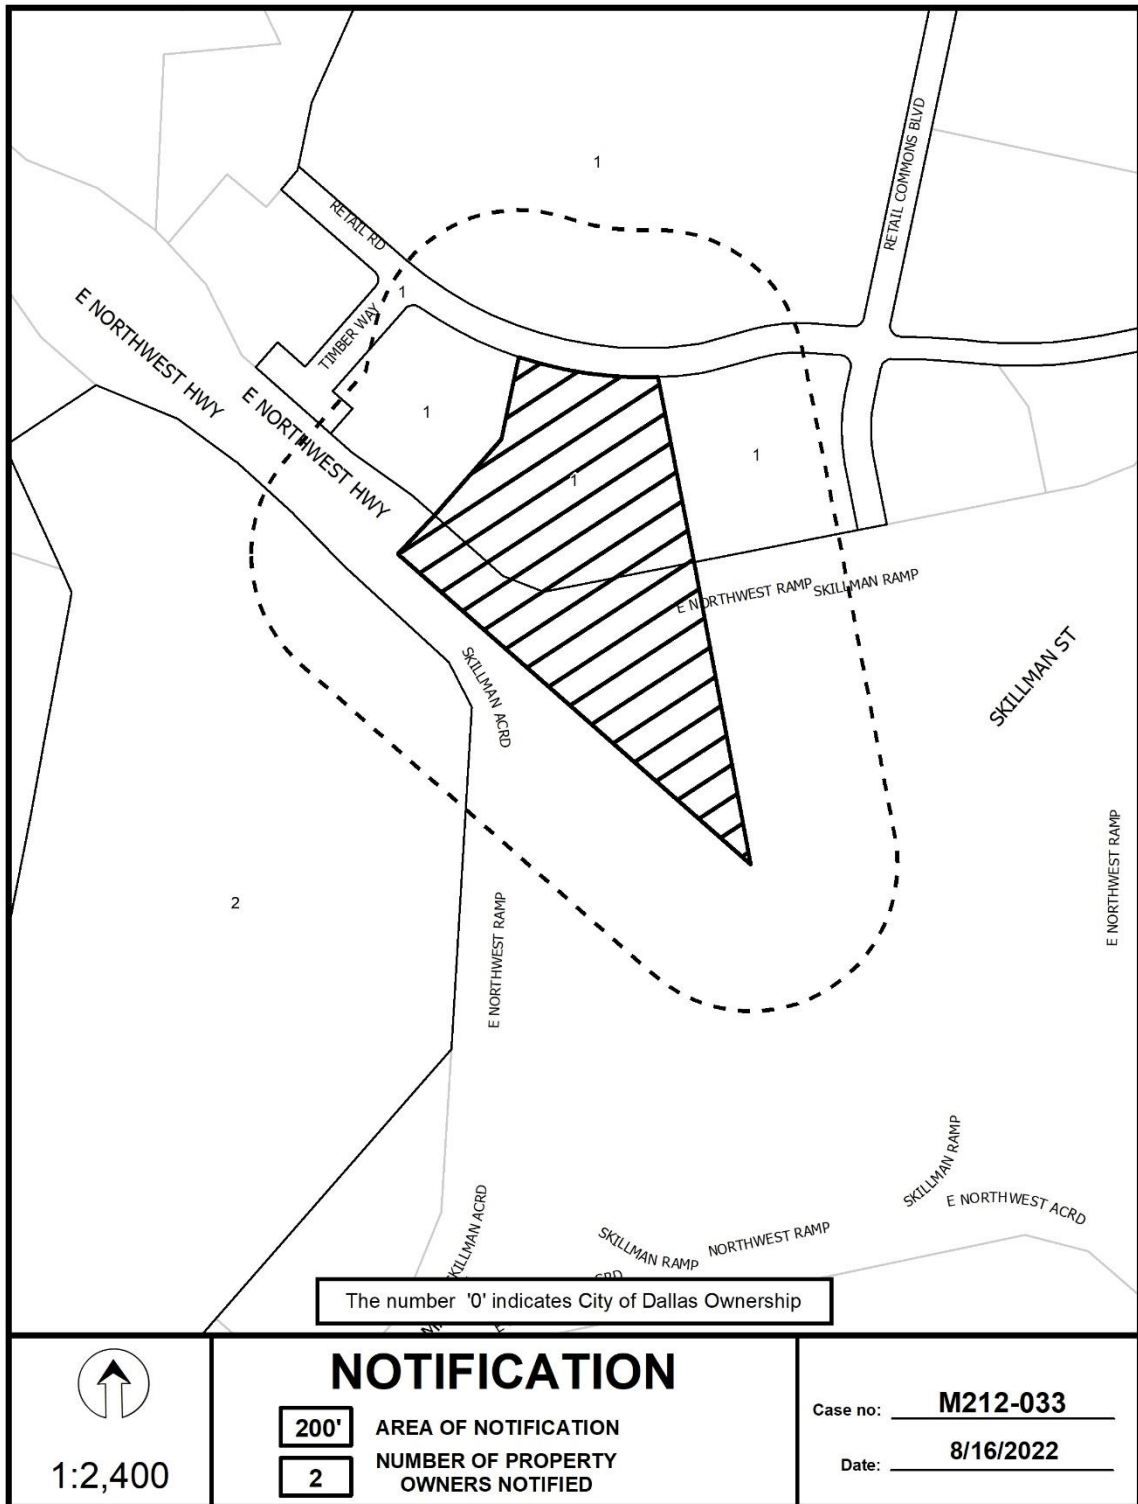 1
RETAIL COMMONS BLVD
RETAIL RD
1
TIMBER WAY
E NORTHWEST HWY
E NORTHWEST HWY
1
1
1
E NORTHWEST RAMP
SKILLMAN RAMP
SKILLMAN ST
SKILLMAN ACRD
E NORTHWEST RAMP
2
E NORTHWEST RAMP
SKILLMAN RAMP
E NORTHWEST ACRD
SKILLMAN ACRD
SKILLMAN RAMP
NORTHWEST RAMP
The number '0' indicates City of Dallas Ownership
1:2,400
NOTIFICATION
200' AREA OF NOTIFICATION
2 NUMBER OF PROPERTY
OWNERS NOTIFIED
Case no: M212-033
Date: 8/16/2022